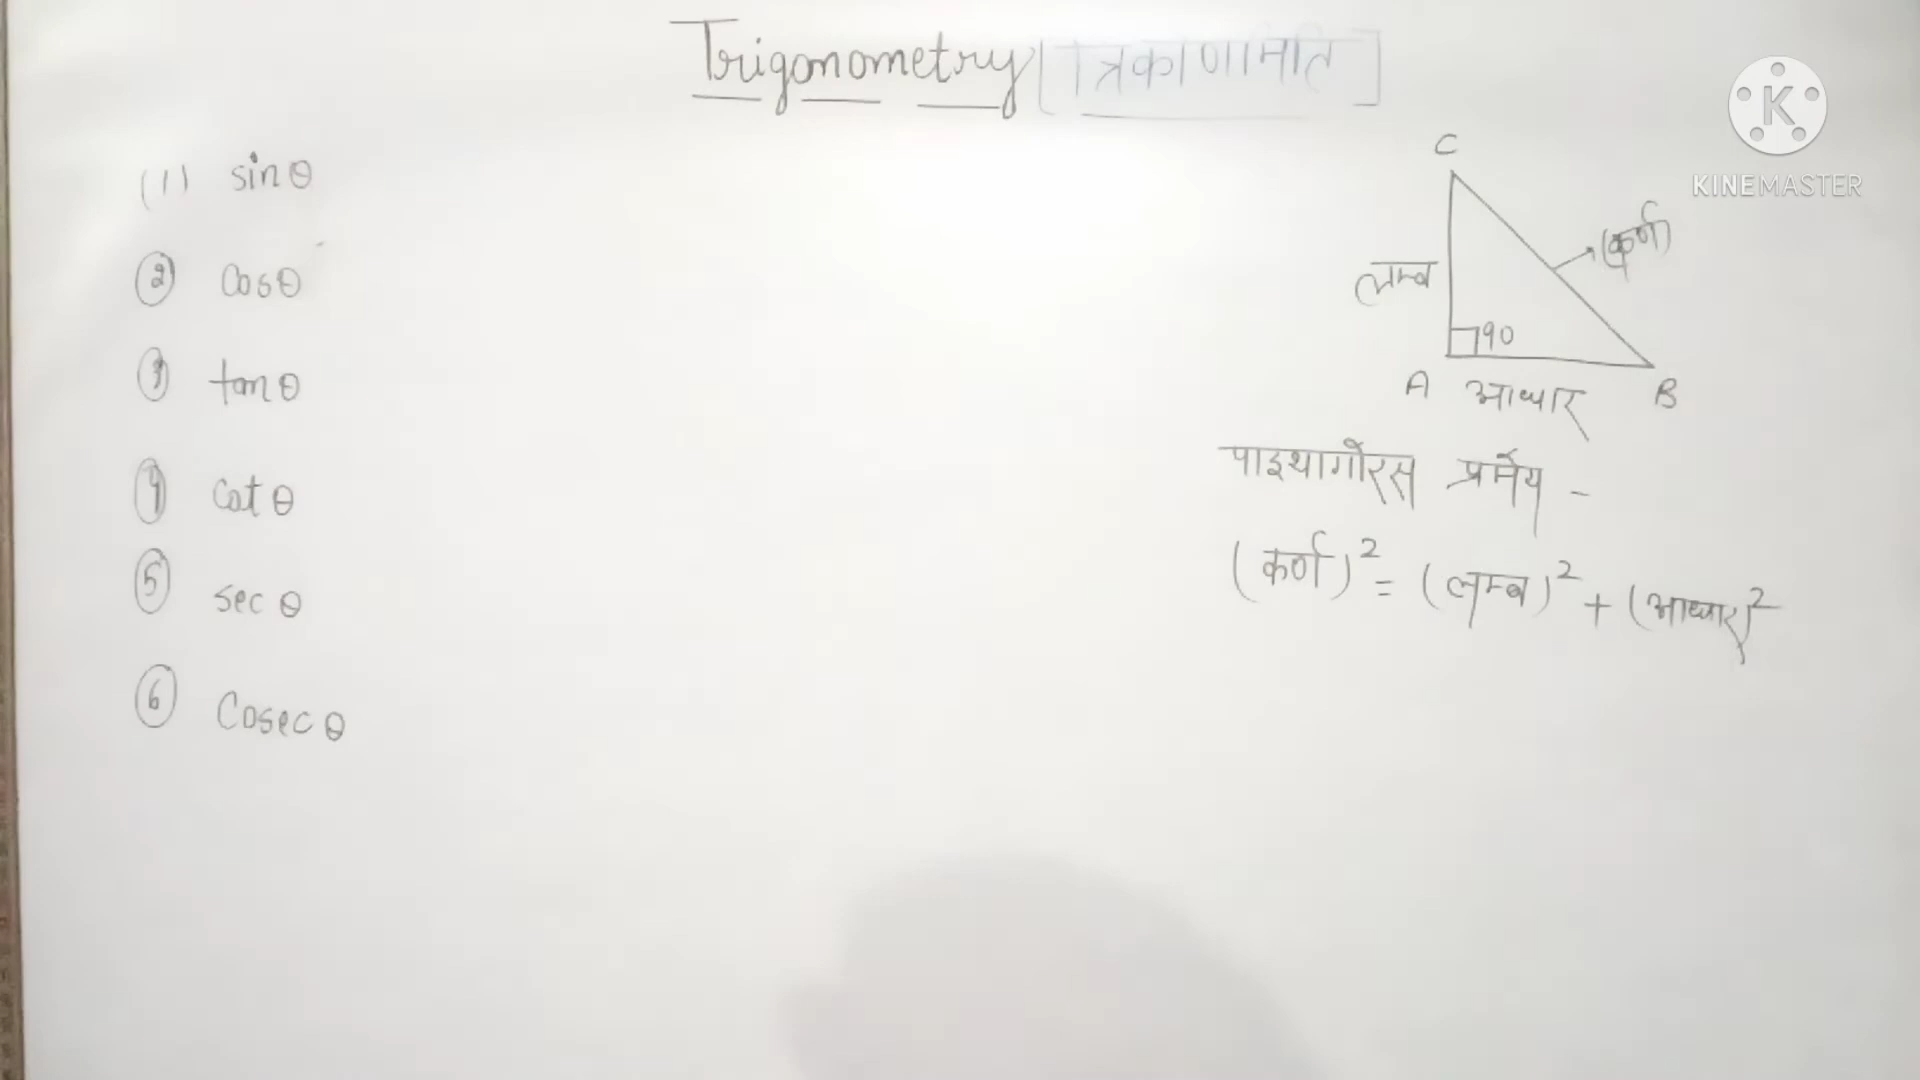 Trigonometry [त्रिकोणमिति]
(1) sinθ
② cosθ
③ tanθ
④ cotθ
⑤ secθ
⑥ Cosecθ
C
लम्ब
(कर्ण)
90
A आधार B
पाइथागोरस प्रमेय -
(कर्ण)² = (लम्ब)² + (आधार)²
K
KINEMASTER